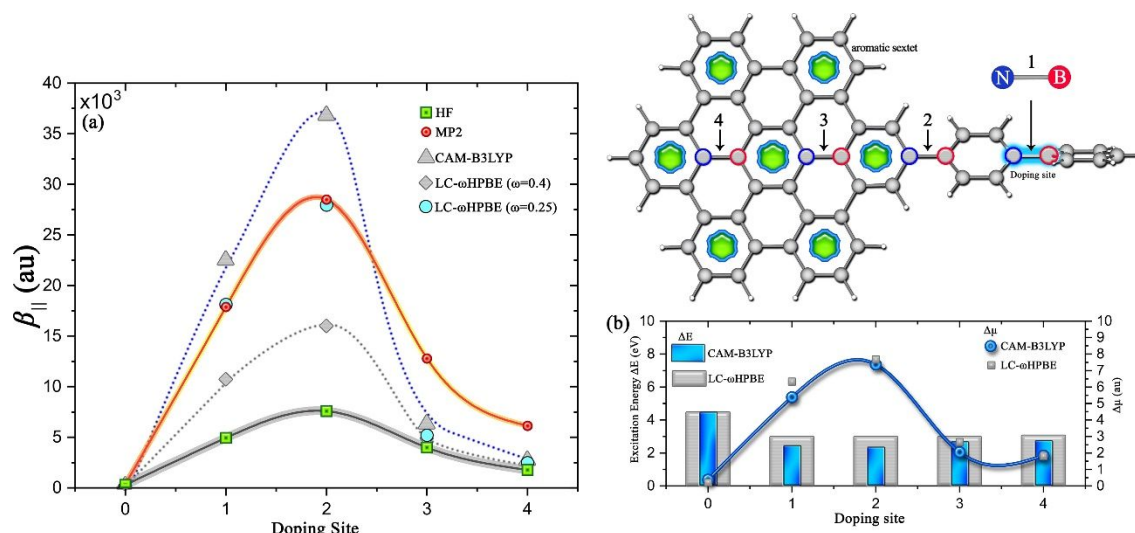 ×10³
(a)
40
35
30
25
20
15
10
5
0
β|| (au)
HF
MP2
CAM-B3LYP
LC-ωHPBE (ω=0.4)
LC-ωHPBE (ω=0.25)
0 1 2 3 4
Doping Site
aromatic sextet
1
N B
4 3 2
Doping site
(b)
10
8
6
4
2
0
Excitation Energy ΔE (eV)
ΔE
CAM-B3LYP
LC-ωHPBE
Δμ
CAM-B3LYP
LC-ωHPBE
10
9
8
7
6
5
4
3
2
1
0
Δμ (au)
0 1 2 3 4
Doping site